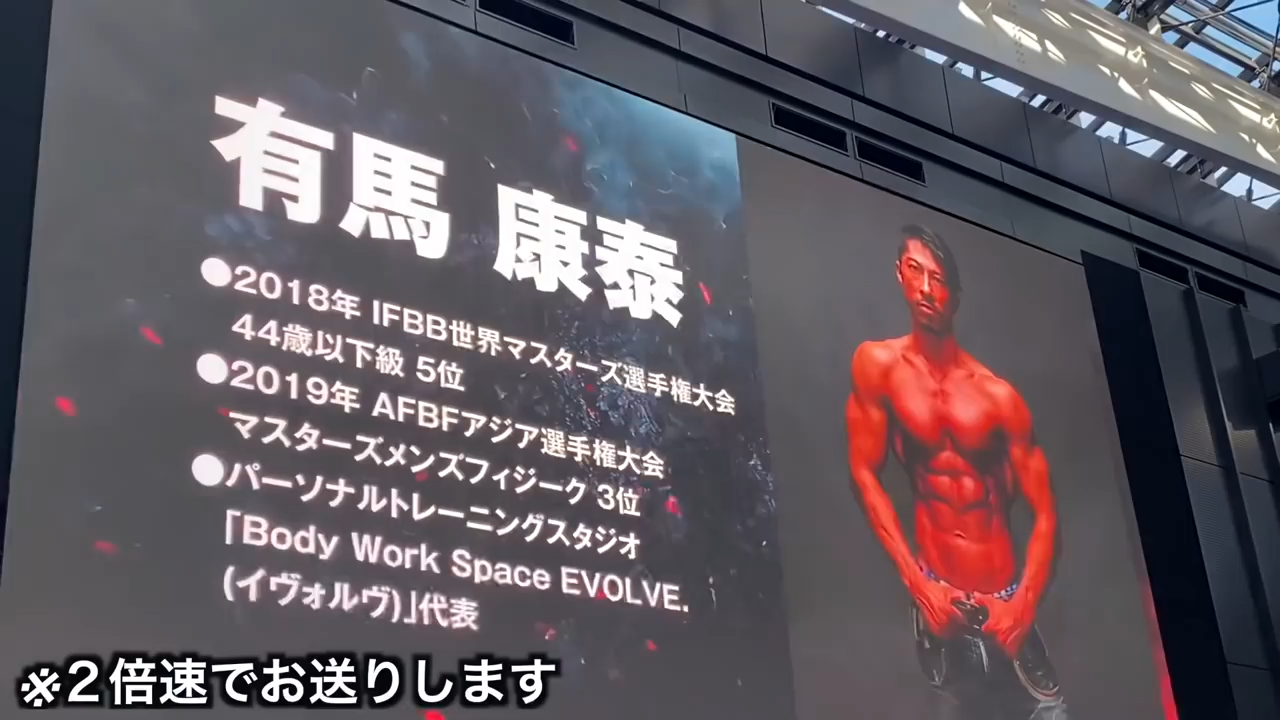 有馬 康泰
●2018年 IFBB世界マスターズ選手権大会
44歳以下級 5位
●2019年 AFBFアジア選手権大会
マスターズメンズフィジーク 3位
●パーソナルトレーニングスタジオ
「Body Work Space EVOLVE.
(イヴォルヴ)」代表
※2倍速でお送りします